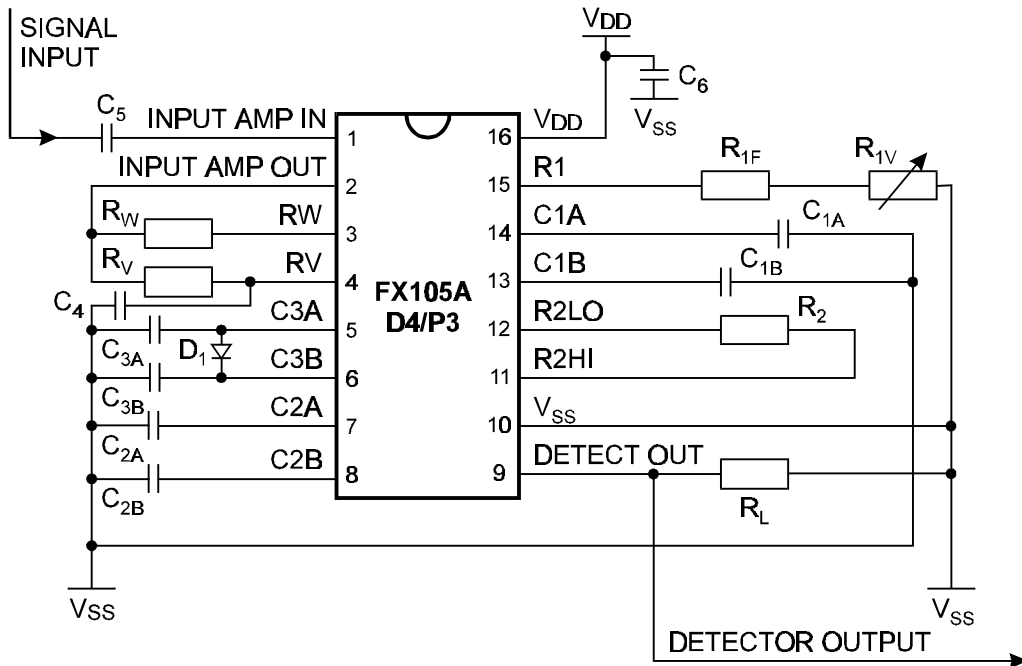 SIGNAL
INPUT
VDD
C6
VSS
C5
INPUT AMP IN
1
16
VDD
INPUT AMP OUT
2
15
R1
R1F
R1V
RW
RW
3
14
C1A
C1A
RV
RV
4
13
C1B
C1B
FX105A
D4/P3
C4
C3A
5
12
R2LO
R2
C3A
D1
C3B
6
11
R2HI
C3B
C2A
7
10
VSS
C2A
C2B
8
9
DETECT OUT
C2B
RL
VSS
VSS
DETECTOR OUTPUT